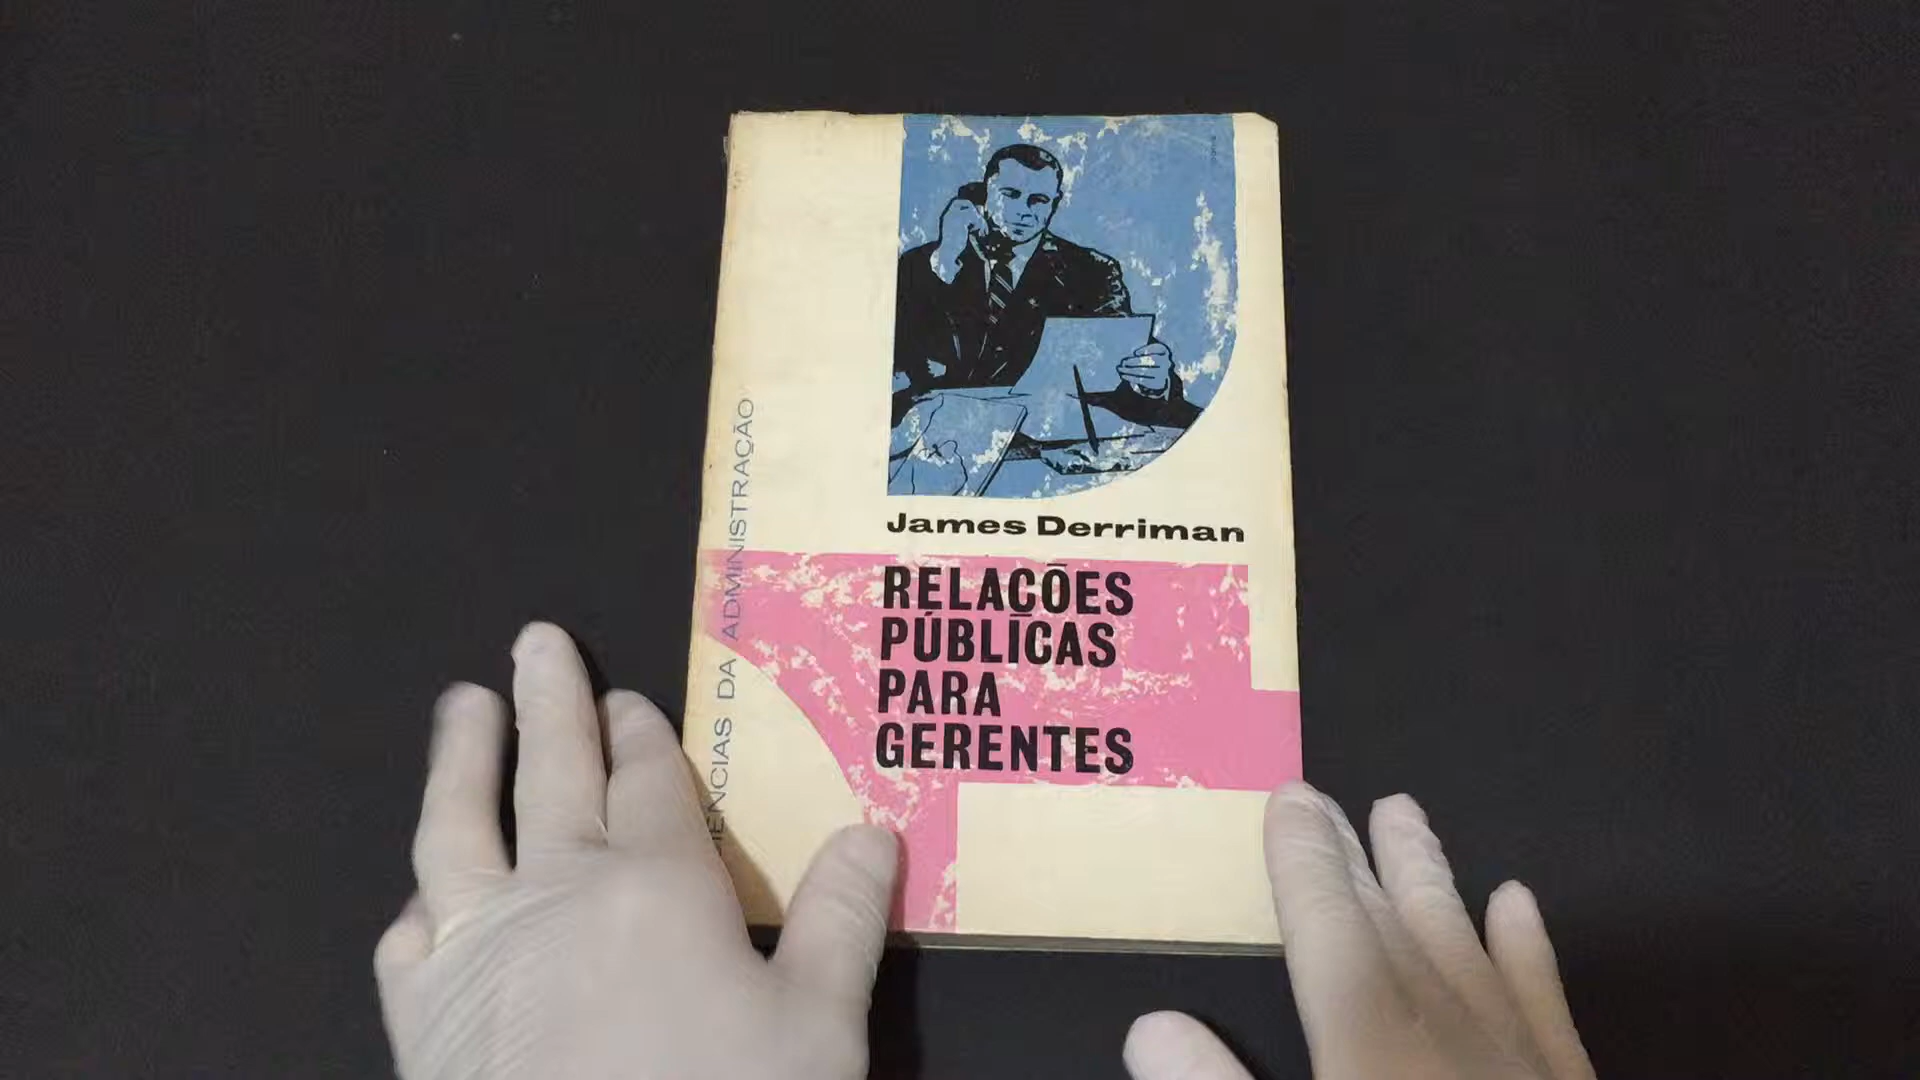 James Derriman
RELAÇÕES
PÚBLICAS
PARA
GERENTES
CIÊNCIAS DA ADMINISTRAÇÃO